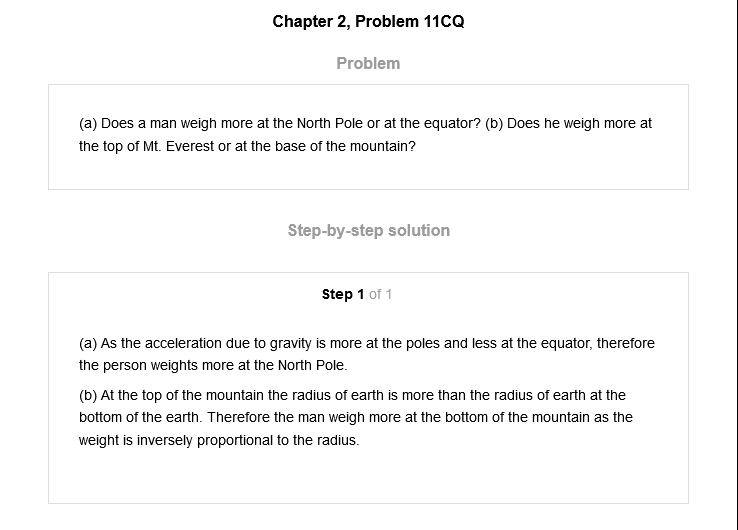 Chapter 2, Problem 11CQ
Problem
(a) Does a man weigh more at the North Pole or at the equator? (b) Does he weigh more at
the top of Mt. Everest or at the base of the mountain?
Step-by-step solution
Step 1 of 1
(a) As the acceleration due to gravity is more at the poles and less at the equator, therefore
the person weights more at the North Pole.
(b) At the top of the mountain the radius of earth is more than the radius of earth at the
bottom of the earth. Therefore the man weigh more at the bottom of the mountain as the
weight is inversely proportional to the radius.